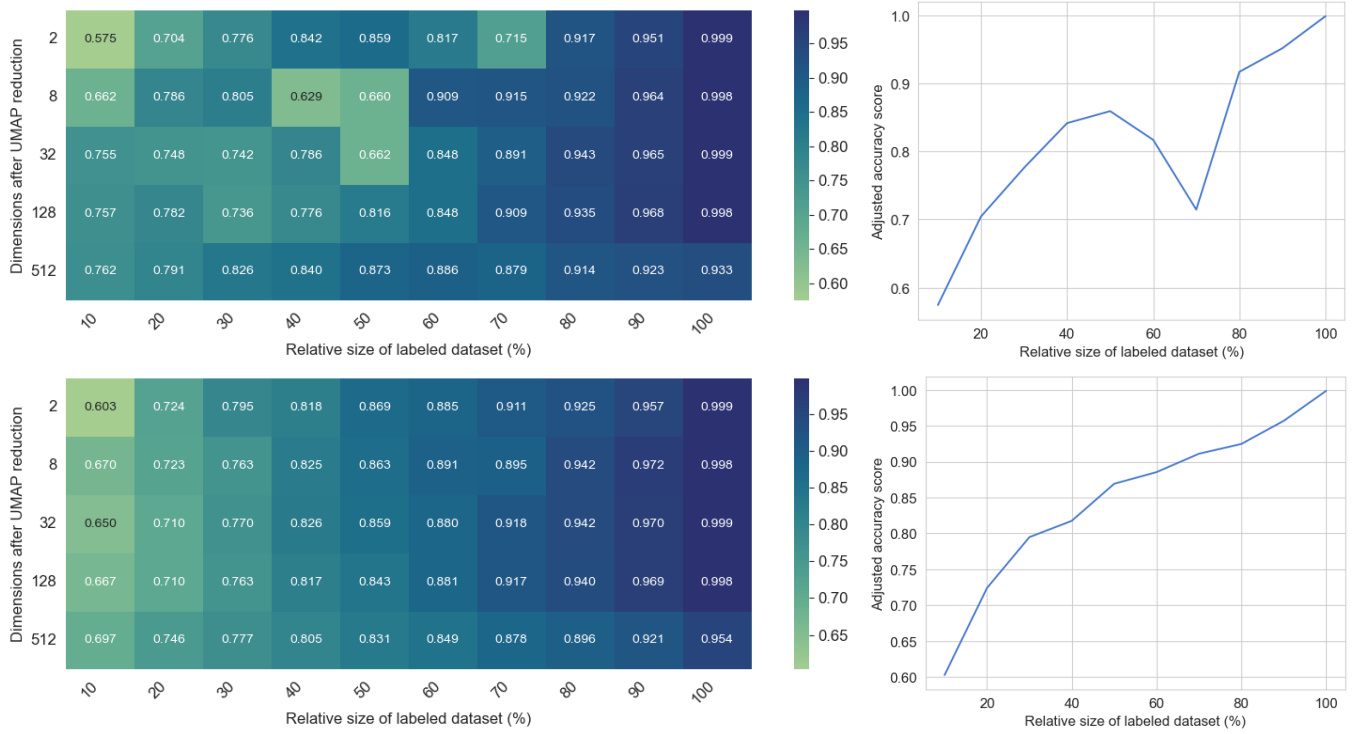 Dimensions after UMAP reduction
2 0.575 0.704 0.776 0.842 0.859 0.817 0.715 0.917 0.951 0.999
8 0.662 0.786 0.805 0.629 0.660 0.909 0.915 0.922 0.964 0.998
32 0.755 0.748 0.742 0.786 0.662 0.848 0.891 0.943 0.965 0.999
128 0.757 0.782 0.736 0.776 0.816 0.848 0.909 0.935 0.968 0.998
512 0.762 0.791 0.826 0.840 0.873 0.886 0.879 0.914 0.923 0.933
10 20 30 40 50 60 70 80 90 100
Relative size of labeled dataset (%)
0.95
0.90
0.85
0.80
0.75
0.70
0.65
0.60
Adjusted accuracy score
1.0
0.9
0.8
0.7
0.6
20 40 60 80 100
Relative size of labeled dataset (%)
Dimensions after UMAP reduction
2 0.603 0.724 0.795 0.818 0.869 0.885 0.911 0.925 0.957 0.999
8 0.670 0.723 0.763 0.825 0.863 0.891 0.895 0.942 0.972 0.998
32 0.650 0.710 0.770 0.826 0.859 0.880 0.918 0.942 0.970 0.999
128 0.667 0.710 0.763 0.817 0.843 0.881 0.917 0.940 0.969 0.998
512 0.697 0.746 0.777 0.805 0.831 0.849 0.878 0.896 0.921 0.954
10 20 30 40 50 60 70 80 90 100
Relative size of labeled dataset (%)
0.95
0.90
0.85
0.80
0.75
0.70
0.65
Adjusted accuracy score
1.00
0.95
0.90
0.85
0.80
0.75
0.70
0.65
0.60
20 40 60 80 100
Relative size of labeled dataset (%)